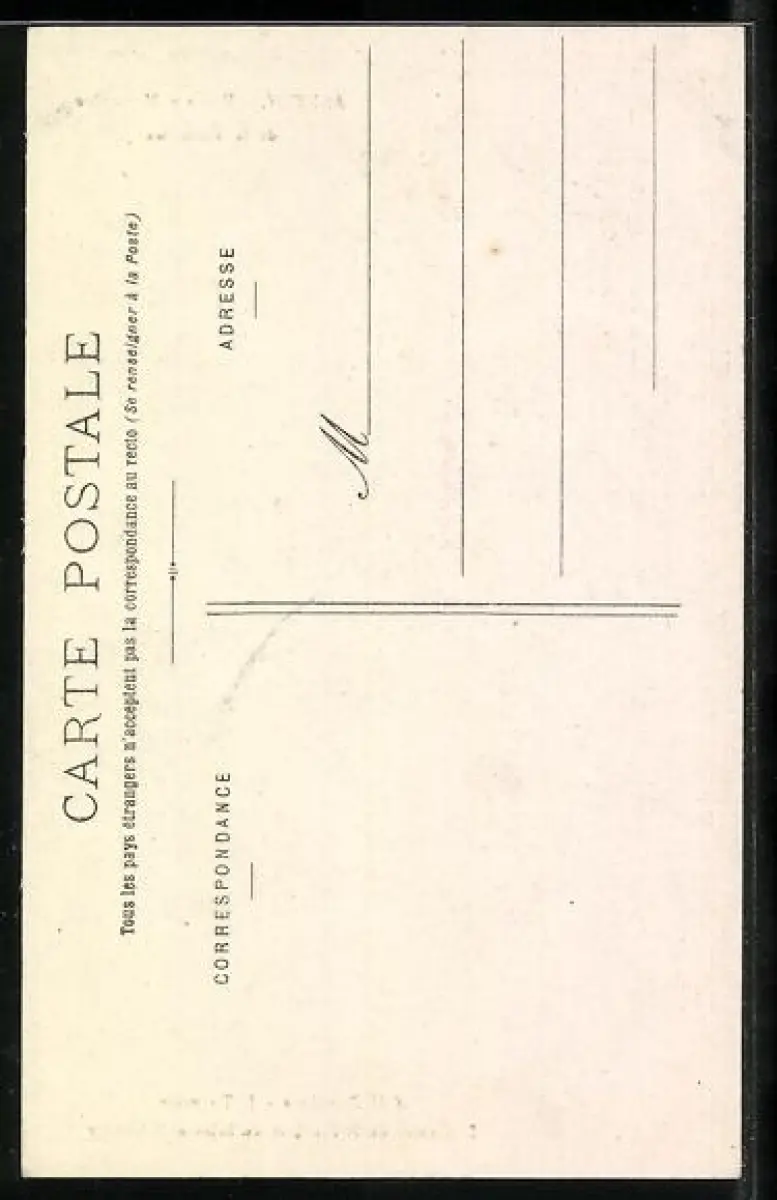 CARTE POSTALE
Tous les pays étrangers n'acceptent pas la correspondance au recto (Se renseigner à la Poste)
CORRESPONDANCE
ADRESSE
M